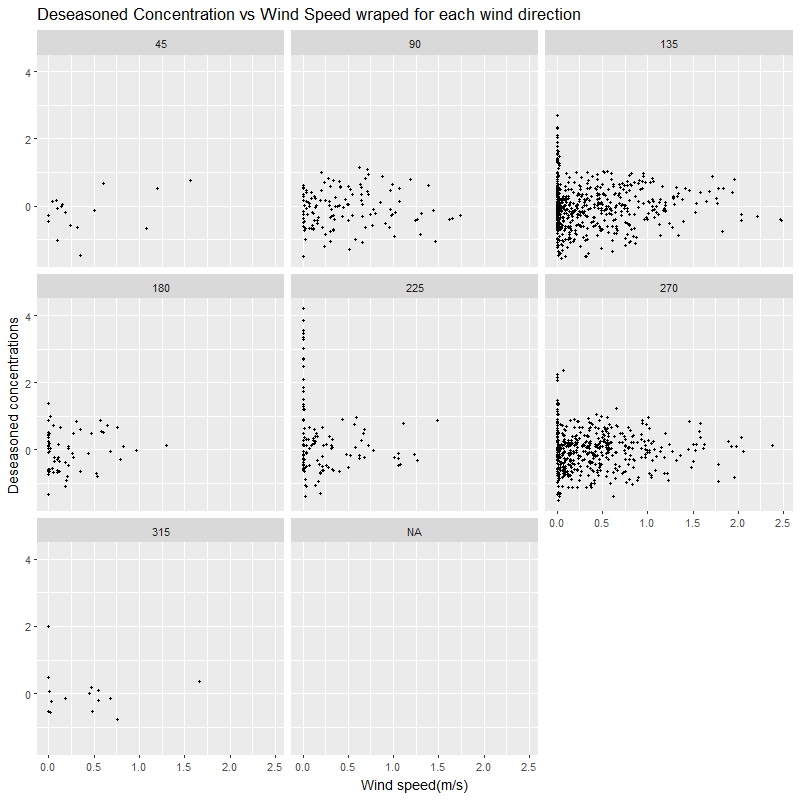 Deseasoned Concentration vs Wind Speed wraped for each wind direction
45 90 135
4
2
0
180 225 270
4
2
0
0.0 0.5 1.0 1.5 2.0 2.5
315 NA
4
2
0
0.0 0.5 1.0 1.5 2.0 2.5 0.0 0.5 1.0 1.5 2.0 2.5
Deseasoned concentrations
Wind speed(m/s)